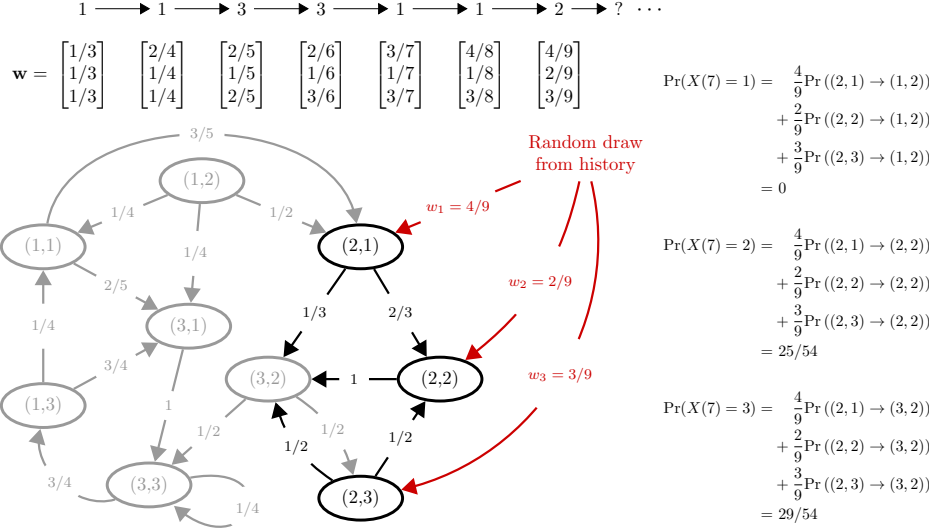 1 → 1 → 3 → 3 → 1 → 1 → 2 → ? ⋯
w = [1/3 1/3 1/3] [2/4 1/4 1/4] [2/5 1/5 2/5] [2/6 1/6 3/6] [3/7 1/7 3/7] [4/8 1/8 3/8] [4/9 2/9 3/9]
3/5
Random draw
from history
(1,2)
1/4
1/2
w₁ = 4/9
(1,1)
1/4
(2,1)
2/5
w₂ = 2/9
1/4
(3,1)
1/3
2/3
3/4
1
(3,2)
1
(2,2)
w₃ = 3/9
(1,3)
1/2
1/2
1/2
1/2
3/4
(3,3)
1/4
(2,3)
Pr(X(7) = 1) = 4/9 Pr ((2, 1) → (1, 2))
+ 2/9 Pr ((2, 2) → (1, 2))
+ 3/9 Pr ((2, 3) → (1, 2))
= 0
Pr(X(7) = 2) = 4/9 Pr ((2, 1) → (2, 2))
+ 2/9 Pr ((2, 2) → (2, 2))
+ 3/9 Pr ((2, 3) → (2, 2))
= 25/54
Pr(X(7) = 3) = 4/9 Pr ((2, 1) → (3, 2))
+ 2/9 Pr ((2, 2) → (3, 2))
+ 3/9 Pr ((2, 3) → (3, 2))
= 29/54